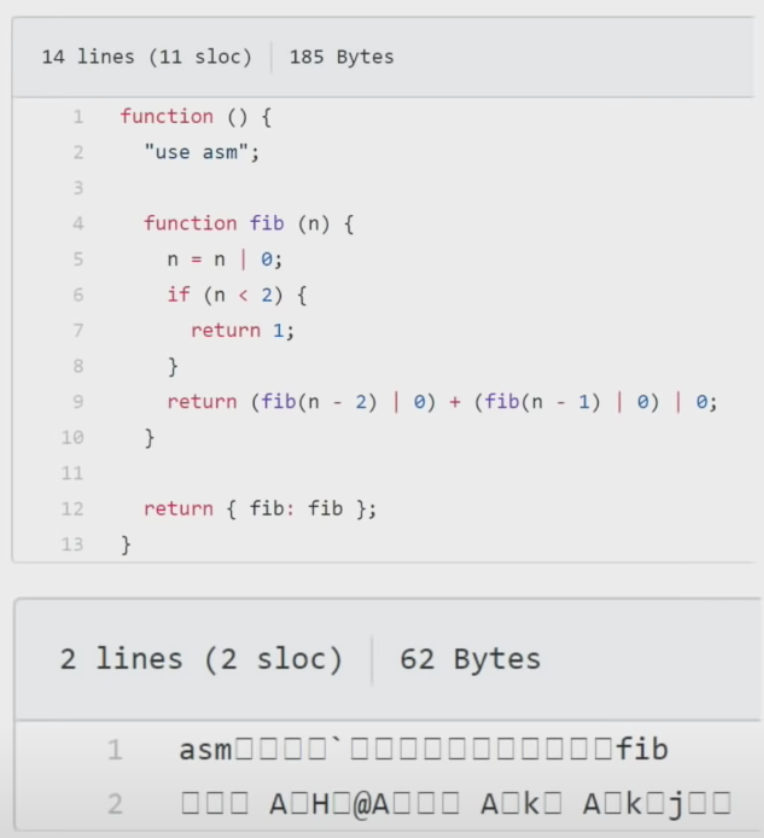 14 lines (11 sloc) 185 Bytes
1 function () {
2 "use asm";
3
4 function fib (n) {
5 n = n | 0;
6 if (n < 2) {
7 return 1;
8 }
9 return (fib(n - 2) | 0) + (fib(n - 1) | 0) | 0;
10 }
11
12 return { fib: fib };
13 }
2 lines (2 sloc) 62 Bytes
1 asm□□□□`□□□□□□□□□□□fib
2 □□□ A□H□@A□□□ A□k□ A□k□j□□